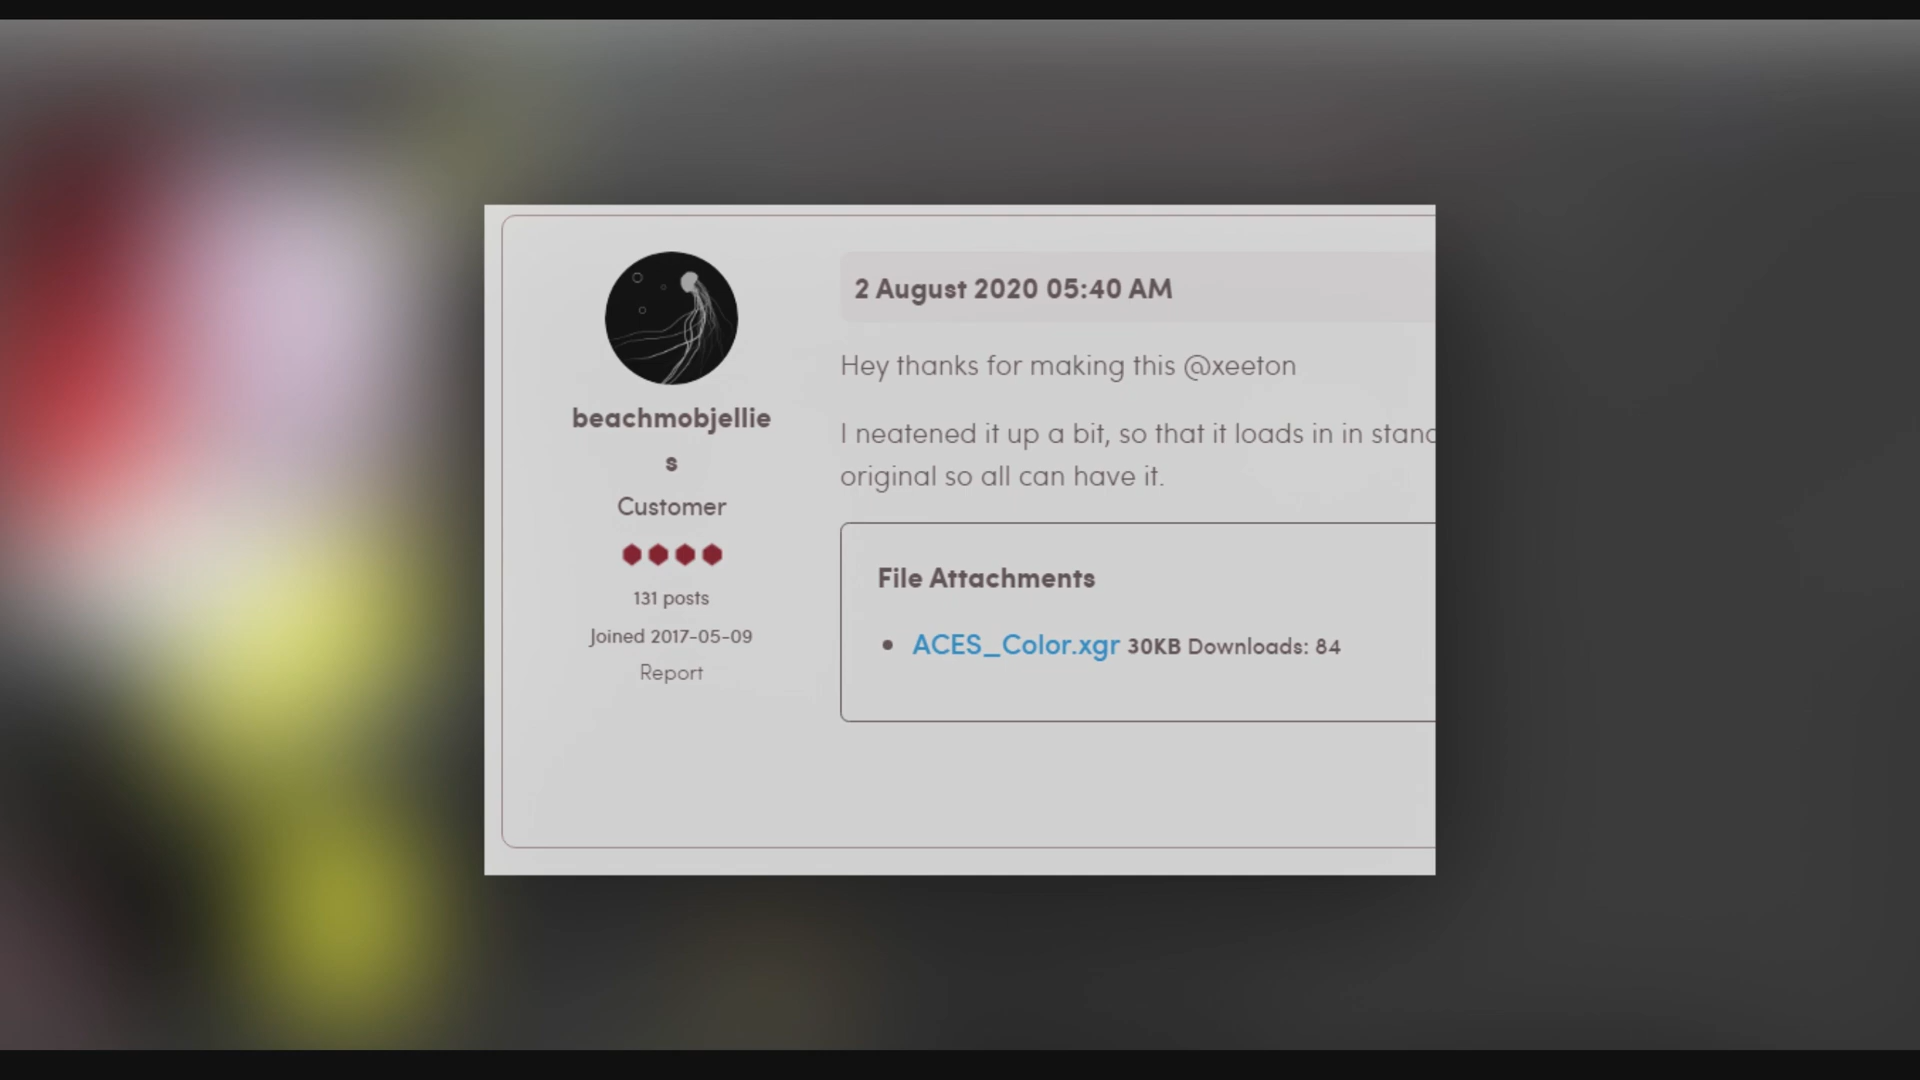 beachmobjellie
s
Customer
131 posts
Joined 2017-05-09
Report
2 August 2020 05:40 AM
Hey thanks for making this @xeeton
I neatened it up a bit, so that it loads in in
original so all can have it.
File Attachments
ACES_Color.xgr 30KB Downloads: 84